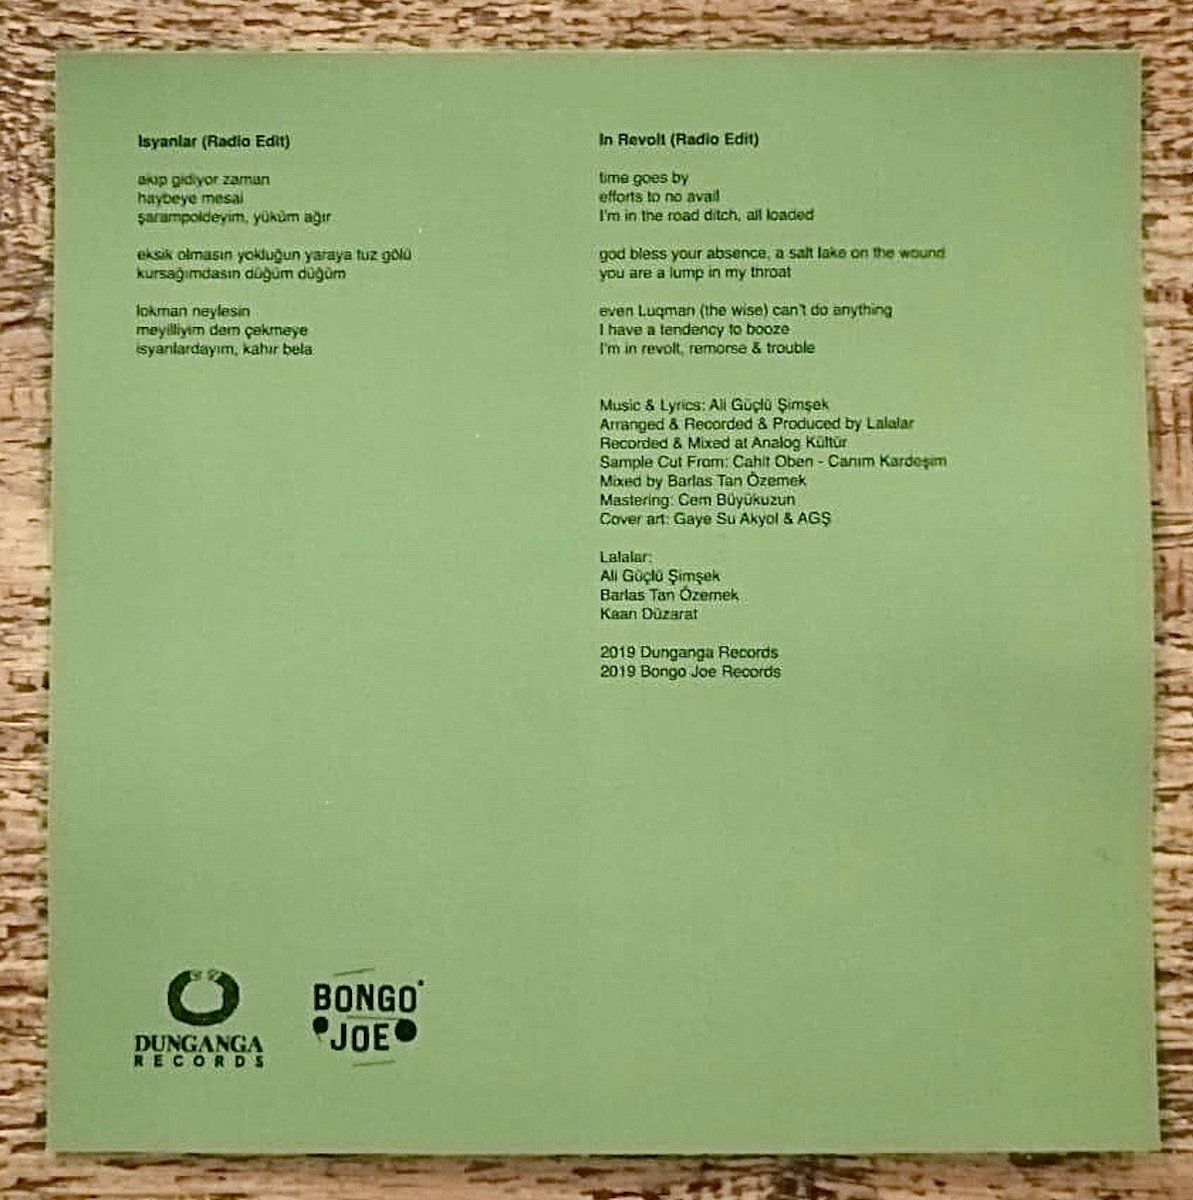 Isyanlar (Radio Edit)
akıp gidiyor zaman
haybeye mesai
şarampoldeyim, yüküm ağır
eksik olmasın yokluğun yaraya tuz gölü
kursağımdasın düğüm düğüm
lokman neylesin
meyilliyim dem çekmeye
isyanlardayım, kahır bela
In Revolt (Radio Edit)
time goes by
efforts to no avail
I'm in the road ditch, all loaded
god bless your absence, a salt lake on the wound
you are a lump in my throat
even Luqman (the wise) can't do anything
I have a tendency to booze
I'm in revolt, remorse & trouble
Music & Lyrics: Ali Güçlü Şimşek
Arranged & Recorded & Produced by Lalalar
Recorded & Mixed at Analog Kültür
Sample Cut From: Cahit Oben - Canım Kardeşim
Mixed by Barlas Tan Özemek
Mastering: Cem Büyükuzun
Cover art: Gaye Su Akyol & AGŞ
Lalalar:
Ali Güçlü Şimşek
Barlas Tan Özemek
Kaan Düzarat
2019 Dunganga Records
2019 Bongo Joe Records
DUNGANGA
RECORDS
BONGO
JOE